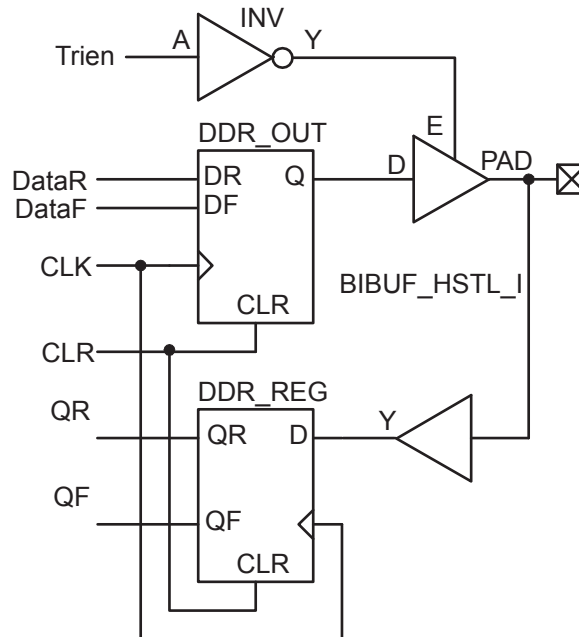 INV
Trien
A
Y
DDR_OUT
E
D
PAD
DataR
DR
Q
DataF
DF
CLK
BIBUF_HSTL_I
CLR
CLR
DDR_REG
QR
QR
D
Y
QF
QF
CLR